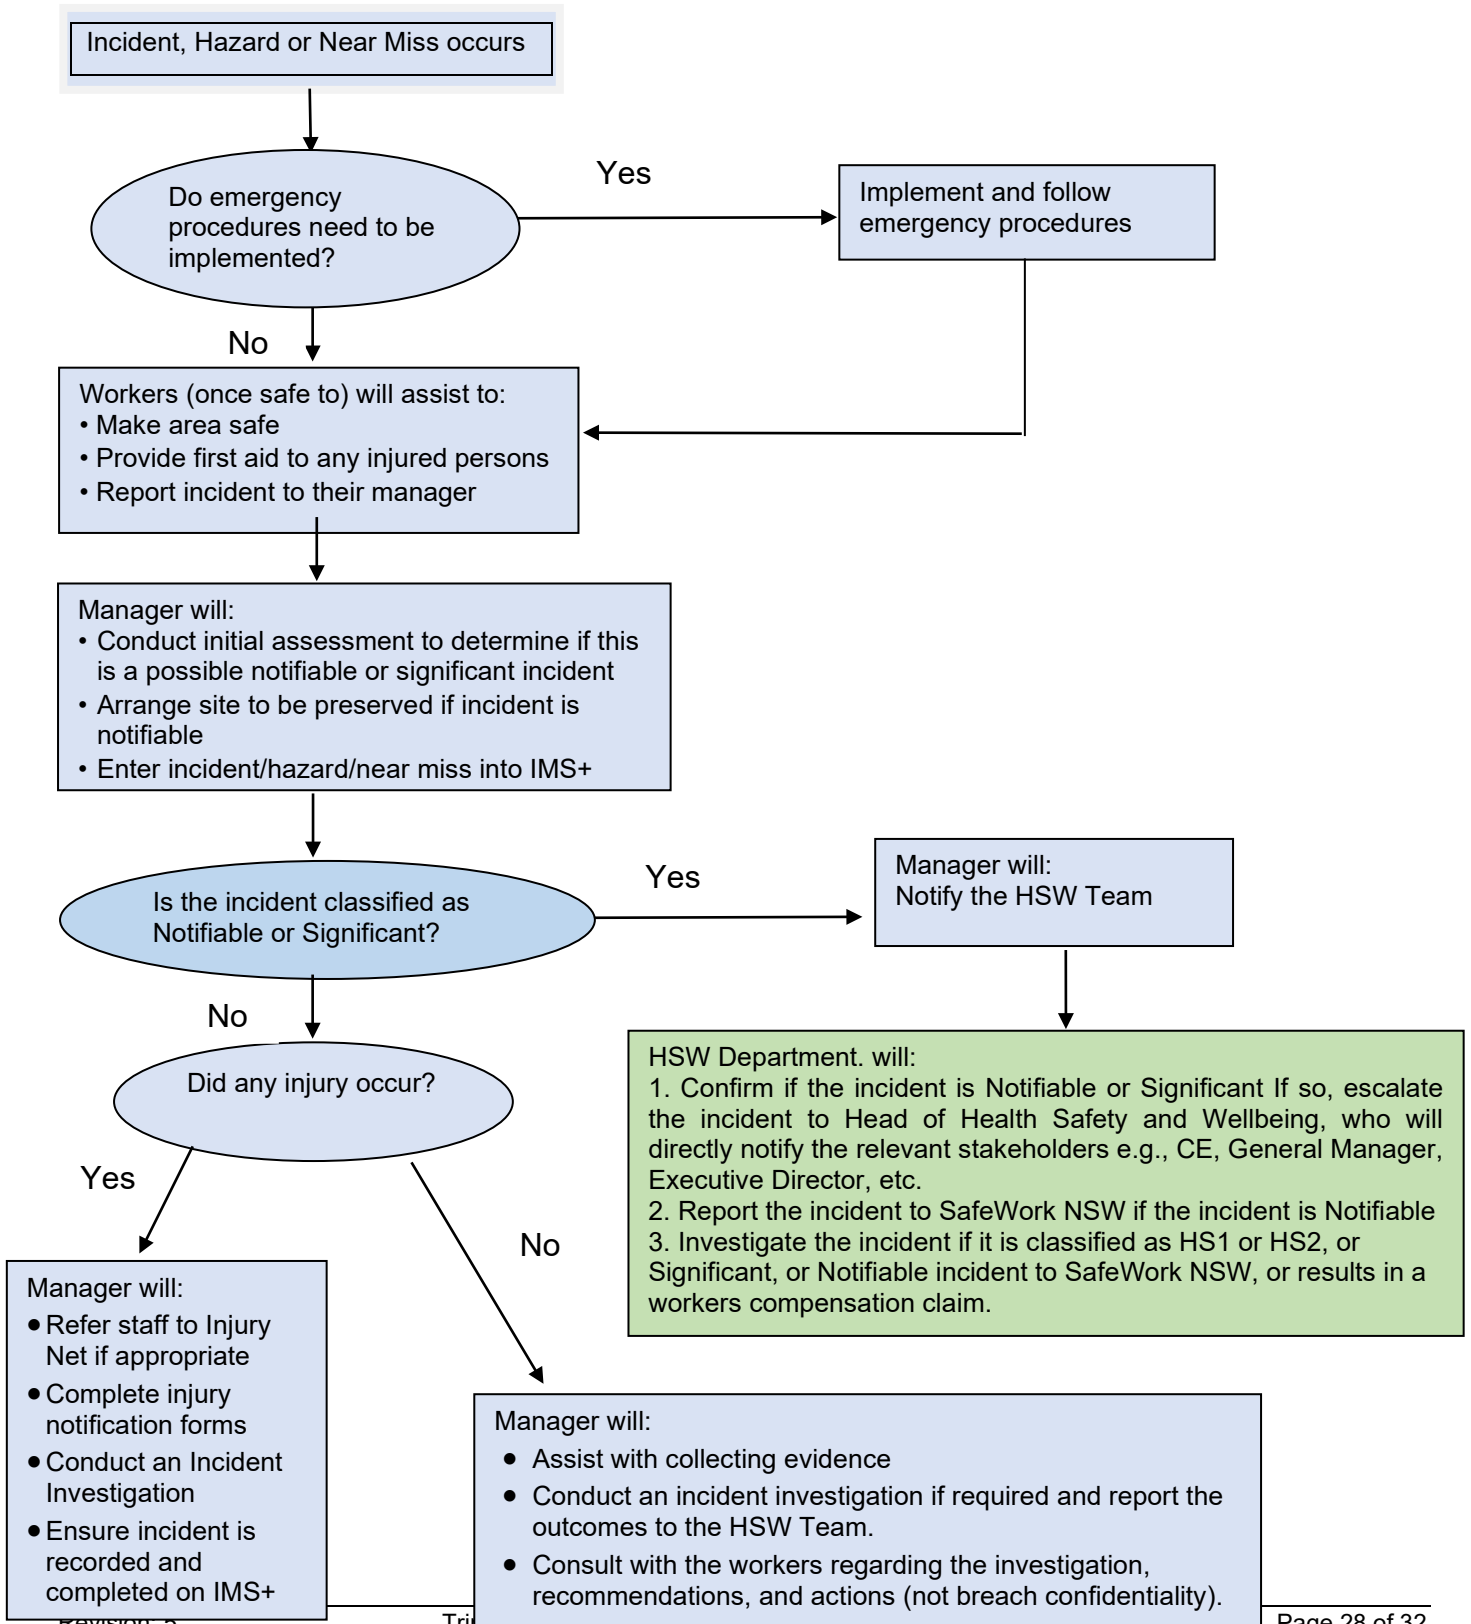 Incident, Hazard or Near Miss occurs
Do emergency
procedures need to be
implemented?
Yes
Implement and follow
emergency procedures
No
Workers (once safe to) will assist to:
• Make area safe
• Provide first aid to any injured persons
• Report incident to their manager
Manager will:
• Conduct initial assessment to determine if this
is a possible notifiable or significant incident
• Arrange site to be preserved if incident is
notifiable
• Enter incident/hazard/near miss into IMS+
Is the incident classified as
Notifiable or Significant?
Yes
Manager will:
Notify the HSW Team
No
HSW Department. will:
1. Confirm if the incident is Notifiable or Significant If so, escalate
the incident to Head of Health Safety and Wellbeing, who will
directly notify the relevant stakeholders e.g., CE, General Manager,
Executive Director, etc.
2. Report the incident to SafeWork NSW if the incident is Notifiable
3. Investigate the incident if it is classified as HS1 or HS2, or
Significant, or Notifiable incident to SafeWork NSW, or results in a
workers compensation claim.
Did any injury occur?
Yes
No
Manager will:
• Refer staff to Injury
Net if appropriate
• Complete injury
notification forms
• Conduct an Incident
Investigation
• Ensure incident is
recorded and
completed on IMS+
Manager will:
• Assist with collecting evidence
• Conduct an incident investigation if required and report the
outcomes to the HSW Team.
• Consult with the workers regarding the investigation,
recommendations, and actions (not breach confidentiality).
Revision: 5
Page 28 of 32